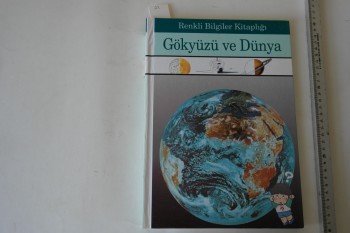 Renkli Bilgiler Kitaplığı
Gökyüzü ve Dünya